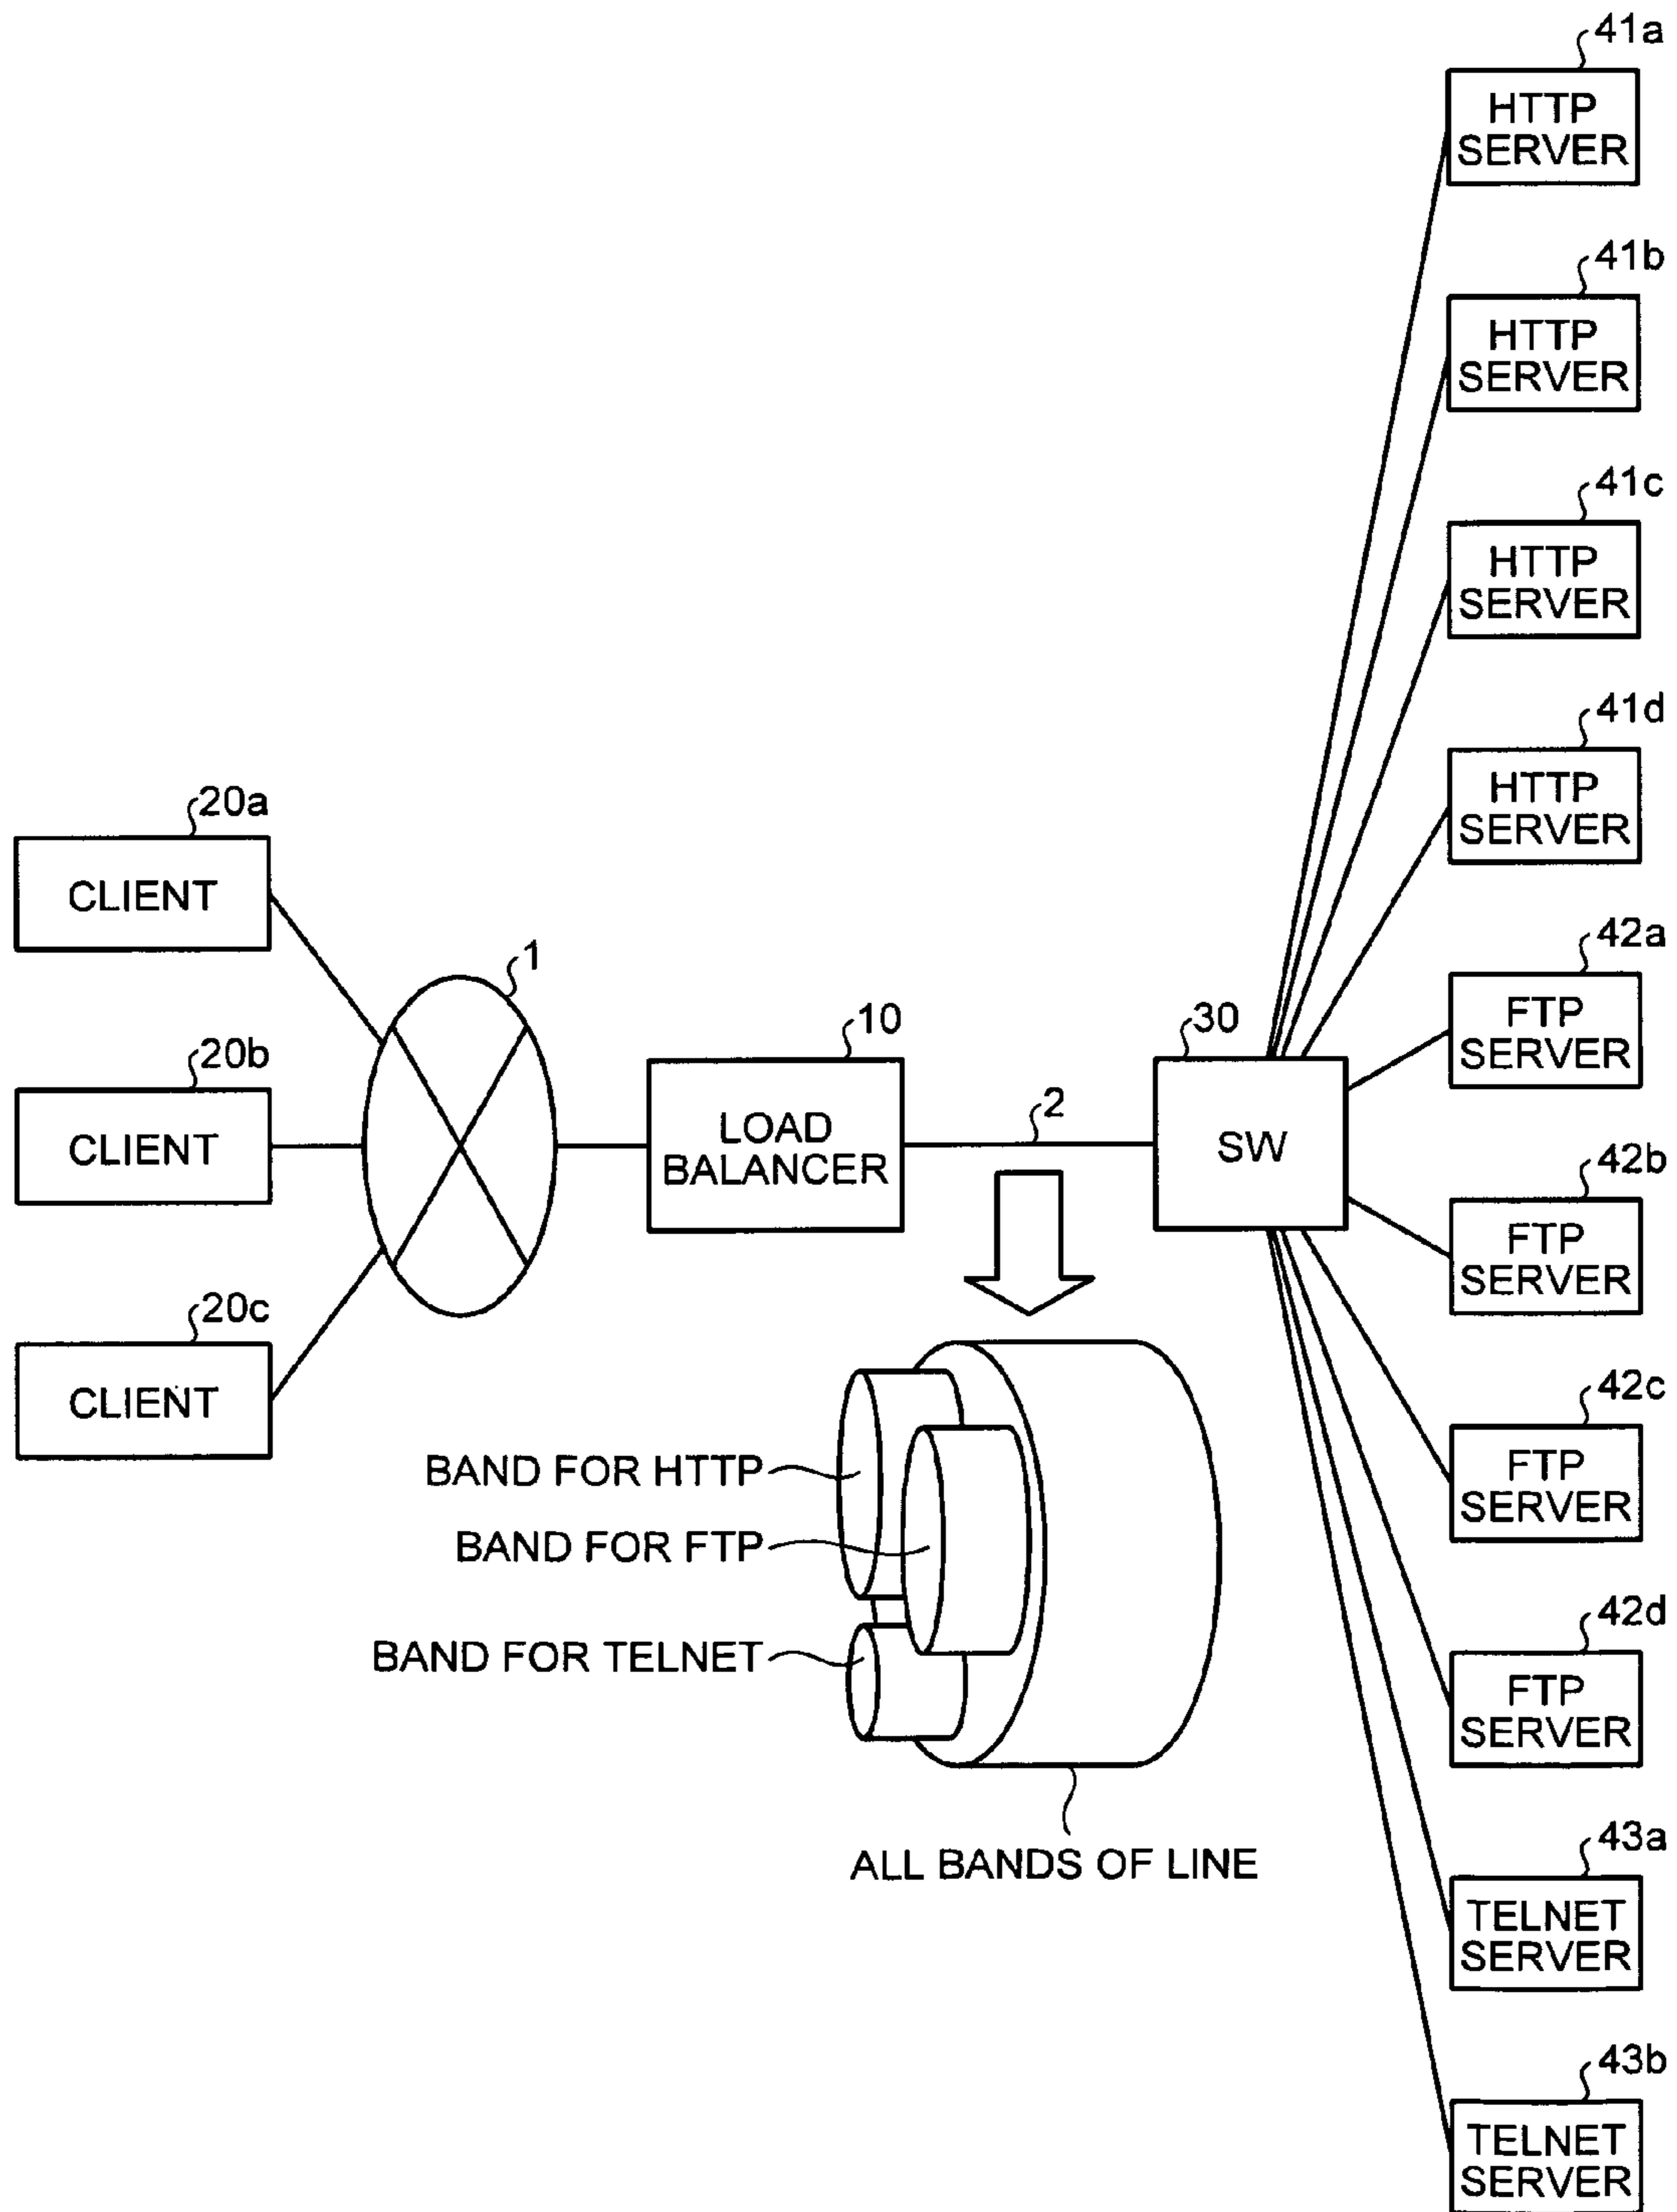 41a
HTTP
SERVER
41b
HTTP
SERVER
41c
HTTP
SERVER
41d
HTTP
SERVER
20a
CLIENT
42a
FTP
SERVER
1
10
30
20b
CLIENT
LOAD
BALANCER
2
SW
42b
FTP
SERVER
20c
CLIENT
42c
FTP
SERVER
BAND FOR HTTP
BAND FOR FTP
BAND FOR TELNET
42d
FTP
SERVER
ALL BANDS OF LINE
43a
TELNET
SERVER
43b
TELNET
SERVER